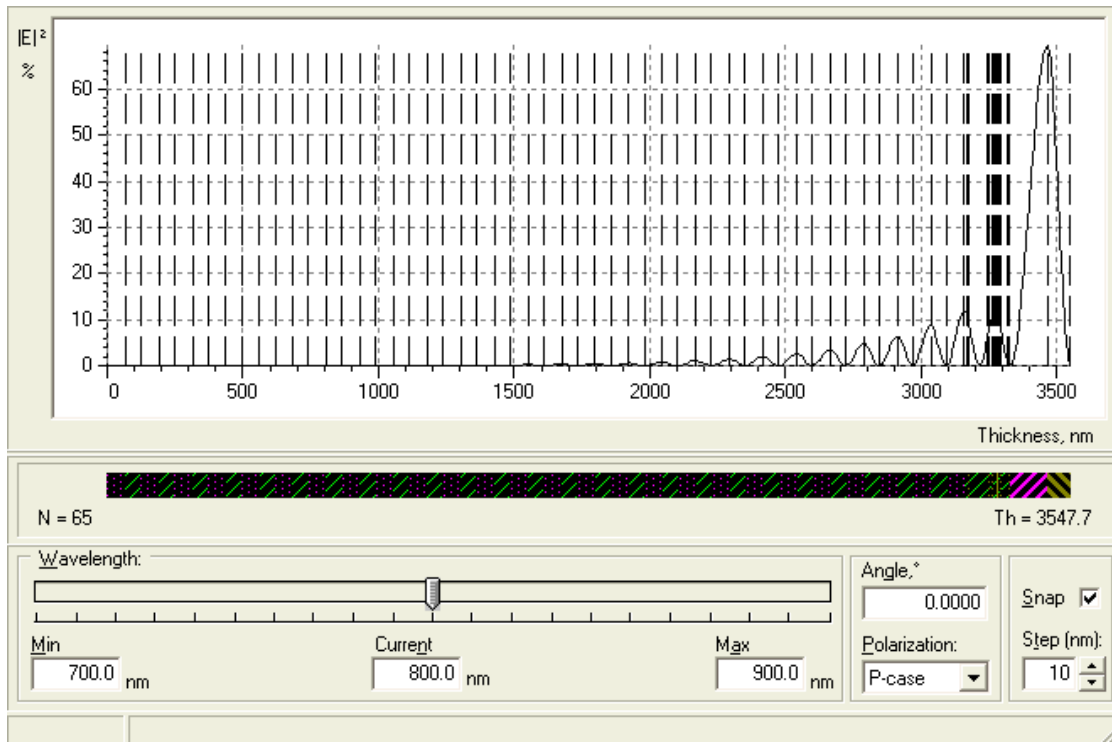 |E|²
%
60
50
40
30
20
10
0
0 500 1000 1500 2000 2500 3000 3500
Thickness, nm
N = 65 Th = 3547.7
Wavelength:
Min Current Max
700.0 nm 800.0 nm 900.0 nm
Angle,°
0.0000
Polarization:
P-case
Snap
Step (nm):
10